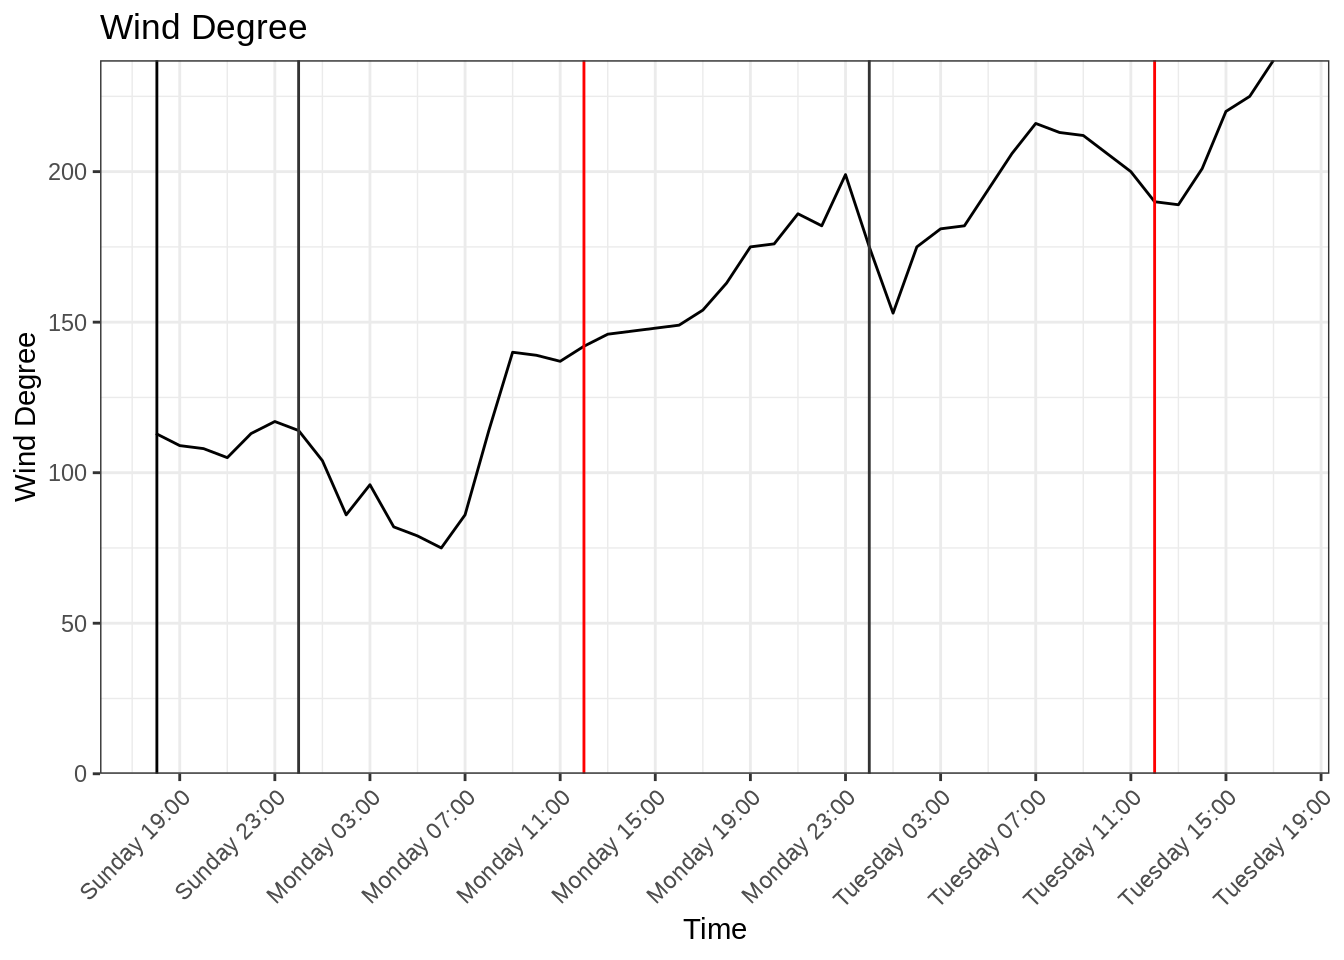 Wind Degree
Wind Degree
200
150
100
50
0
Sunday 19:00
Sunday 23:00
Monday 03:00
Monday 07:00
Monday 11:00
Monday 15:00
Monday 19:00
Monday 23:00
Tuesday 03:00
Tuesday 07:00
Tuesday 11:00
Tuesday 15:00
Tuesday 19:00
Time